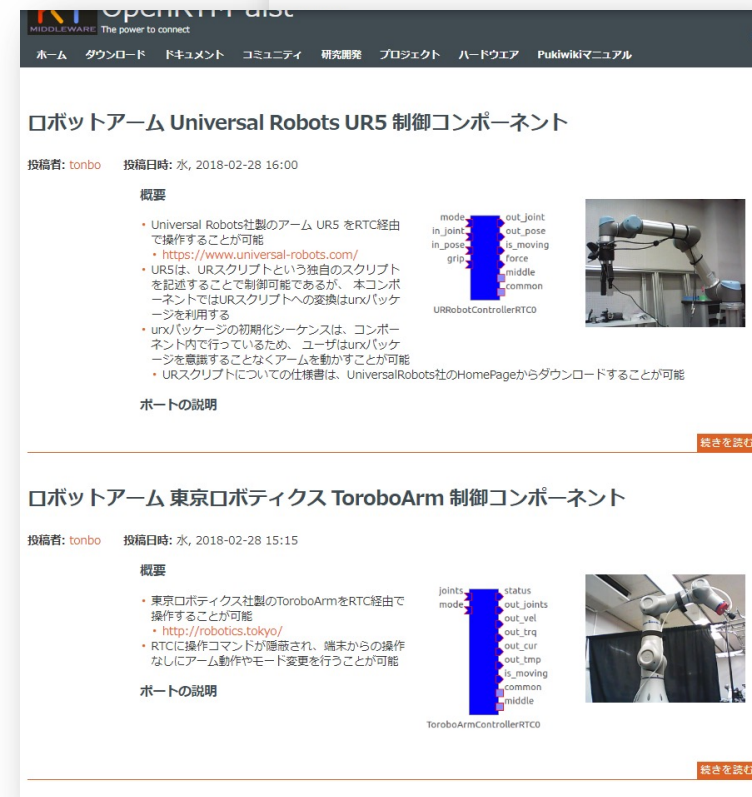 OpenRTM-aist
MIDDLEWARE The power to connect
ホーム ダウンロード ドキュメント コミュニティ 研究開発 プロジェクト ハードウエア Pukiwikiマニュアル
ロボットアーム Universal Robots UR5 制御コンポーネント
投稿者: tonbo 投稿日時: 水, 2018-02-28 16:00
概要
・Universal Robots社製のアーム UR5 をRTC経由
で操作することが可能
・https://www.universal-robots.com/
・UR5は、URスクリプトという独自のスクリプト
を記述することで制御可能であるが、 本コンポ
ーネントではURスクリプトへの変換はurxパッケ
ージを利用する
・urxパッケージの初期化シーケンスは、コンポー
ネント内で行っているため、 ユーザはurxパッケ
ージを意識することなくアームを動かすことが可能
・URスクリプトについての仕様書は、UniversalRobots社のHomePageからダウンロードすることが可能
mode out_joint
in_joint out_pose
in_pose is_moving
grip force
middle
common
URRobotControllerRTC0
ポートの説明
続きを読む
ロボットアーム 東京ロボティクス ToroboArm 制御コンポーネント
投稿者: tonbo 投稿日時: 水, 2018-02-28 15:15
概要
・東京ロボティクス社製のToroboArmをRTC経由で
操作することが可能
・http://robotics.tokyo/
・RTCに操作コマンドが隠蔽され、端末からの操作
なしにアーム動作やモード変更を行うことが可能
joints status
mode out_joints
out_vel
out_trq
out_cur
out_tmp
is_moving
common
middle
ToroboArmControllerRTC0
ポートの説明
続きを読む